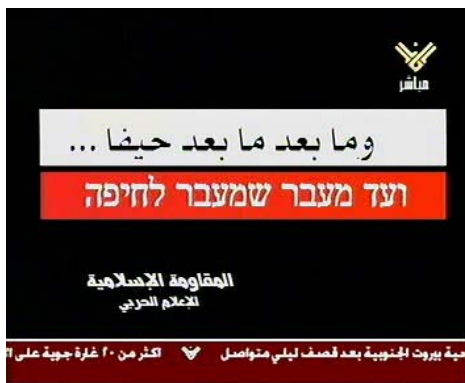 مباشر
وما بعد ما بعد حيفا ...
ועד מעבר שמעבר לחיפה
المقاومة الإسلامية
الإعلام الحربي
بيروت الجنوبية بعد قصف ليلي متواصل اكثر من ٢٠ غارة جوية على